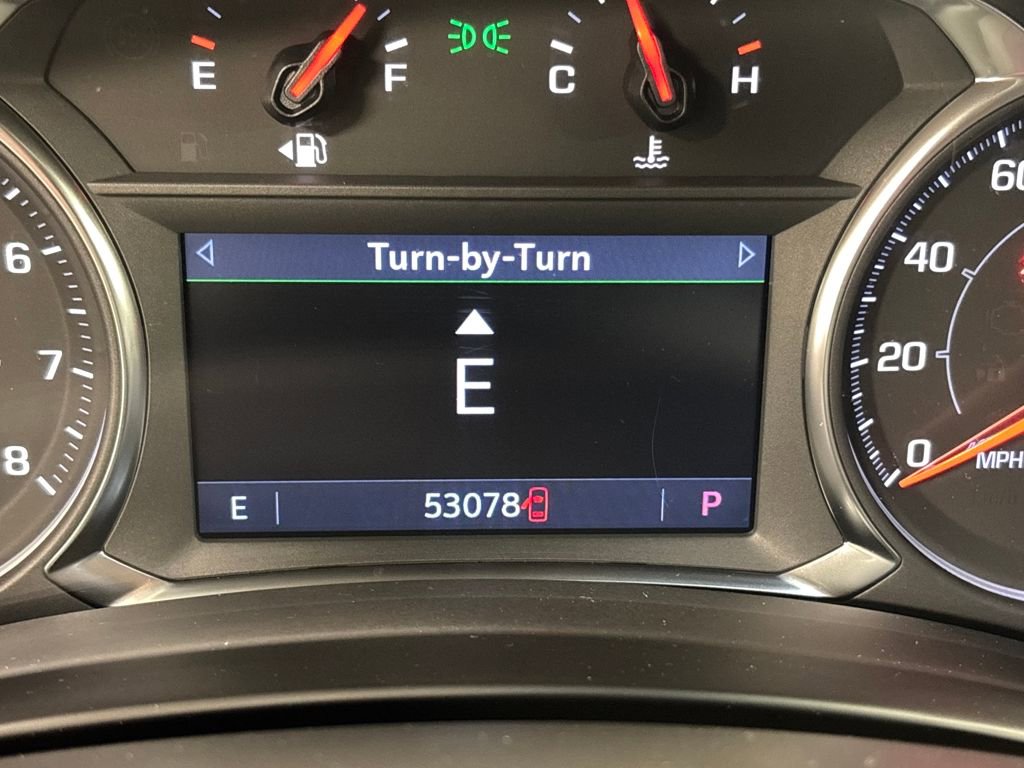 E F C H
60
Turn-by-Turn
6 40
E
7 20
8 0
MPH
E 53078 P